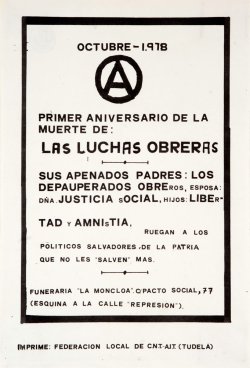 OCTUBRE-1.978
A
PRIMER ANIVERSARIO DE LA
MUERTE DE:
LAS LUCHAS OBRERAS
SUS APENADOS PADRES: LOS
DEPAUPERADOS OBREROS, ESPOSA:
DÑA. JUSTICIA SOCIAL, HIJOS: LIBER-
TAD Y AMNISTIA,
RUEGAN A LOS
POLITICOS SALVADORES DE LA PATRIA
QUE NO LES "SALVEN" MAS.
FUNERARIA "LA MONCLOA". C/PACTO SOCIAL, 77
(ESQUINA A LA CALLE "REPRESION").
IMPRIME: FEDERACION LOCAL DE C.N.T.-A.I.T. (TUDELA)